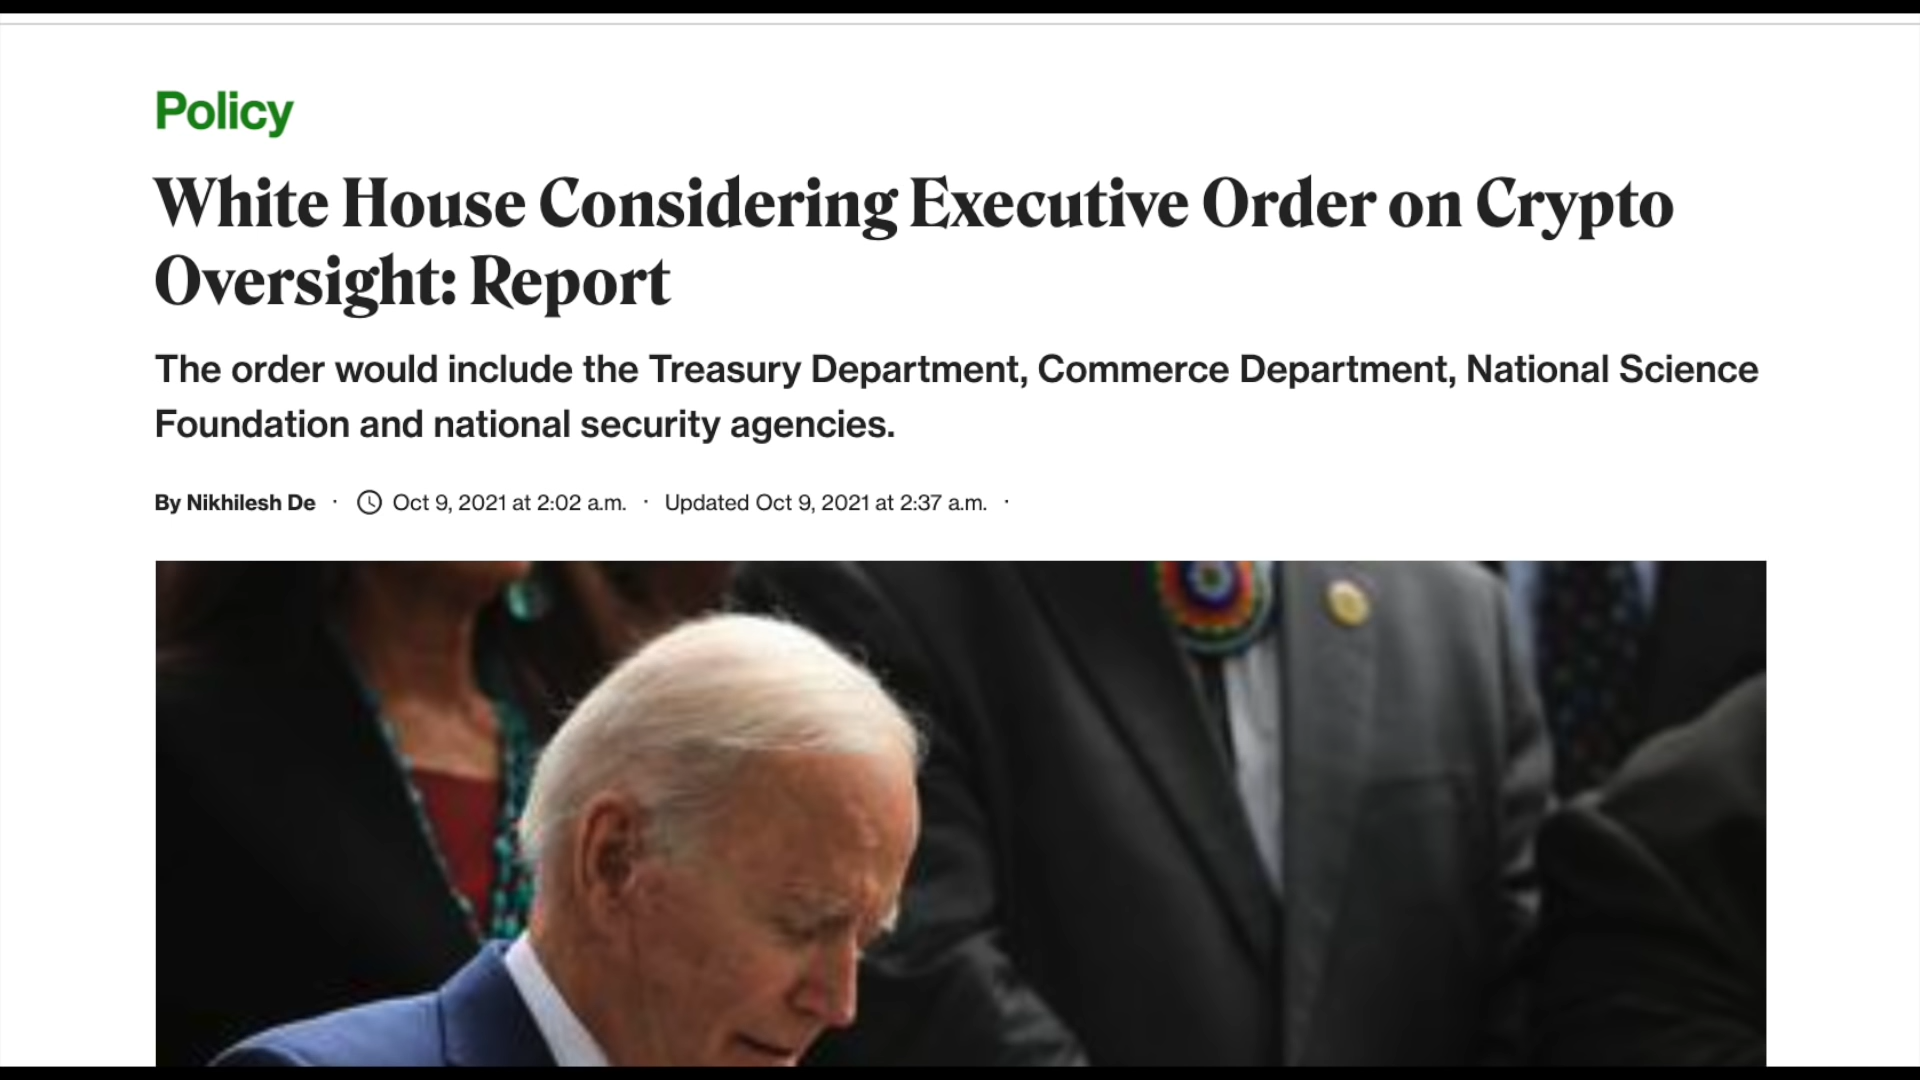 Policy
White House Considering Executive Order on Crypto
Oversight: Report
The order would include the Treasury Department, Commerce Department, National Science
Foundation and national security agencies.
By Nikhilesh De · Oct 9, 2021 at 2:02 a.m. · Updated Oct 9, 2021 at 2:37 a.m. ·